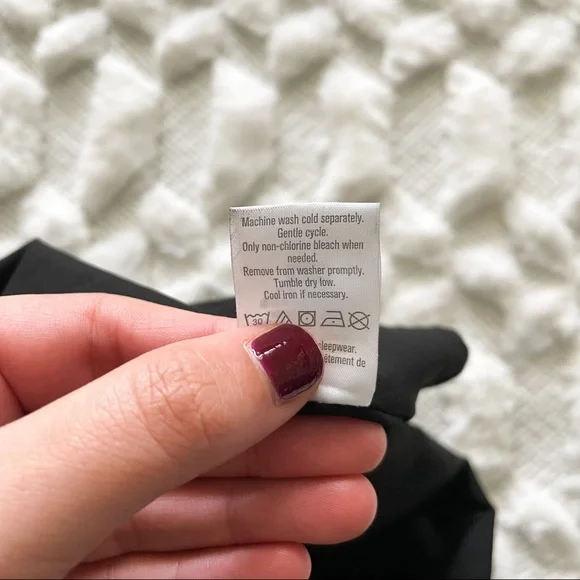 Machine wash cold separately.
Gentle cycle.
Only non-chlorine bleach when
needed.
Remove from washer promptly.
Tumble dry low.
Cool iron if necessary.
30
sleepwear.
de